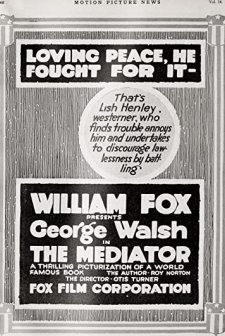 MOTION PICTURE NEWS
Vol. 14
LOVING PEACE, HE
FOUGHT FOR IT-
That's
Lish Henley,
westerner, who
finds trouble annoys
him and undertakes
to discourage law-
lessness by batt-
ling
WILLIAM FOX
PRESENTS
George Walsh
IN
THE MEDIATOR
A THRILLING PICTURIZATION OF A WORLD
FAMOUS BOOK THE AUTHOR-ROY NORTON
THE DIRECTOR-OTIS TURNER
FOX FILM CORPORATION